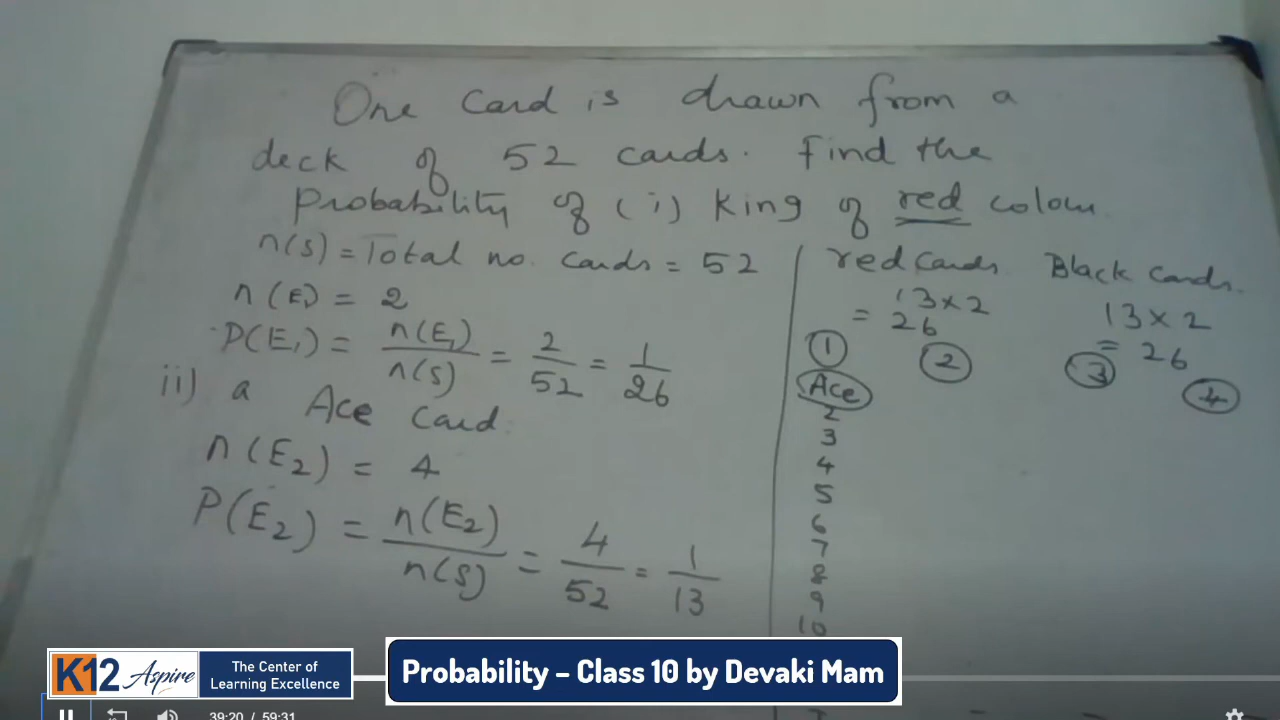 One card is drawn from a
deck of 52 cards. Find the
Probability of (i) king of red colour.
n(S) = Total no. cards = 52
n(E1) = 2
P(E1) = n(E1)/n(S) = 2/52 = 1/26
ii) a Ace card.
n(E2) = 4
P(E2) = n(E2)/n(S) = 4/52 = 1/13
red Cards
= 13×2
26
1 2
Ace
2
3
4
5
6
7
8
9
10
Black Cards.
13×2
= 26
3 4
K12 Aspire
The Center of
Learning Excellence
Probability – Class 10 by Devaki Mam
39:20 / 59:31